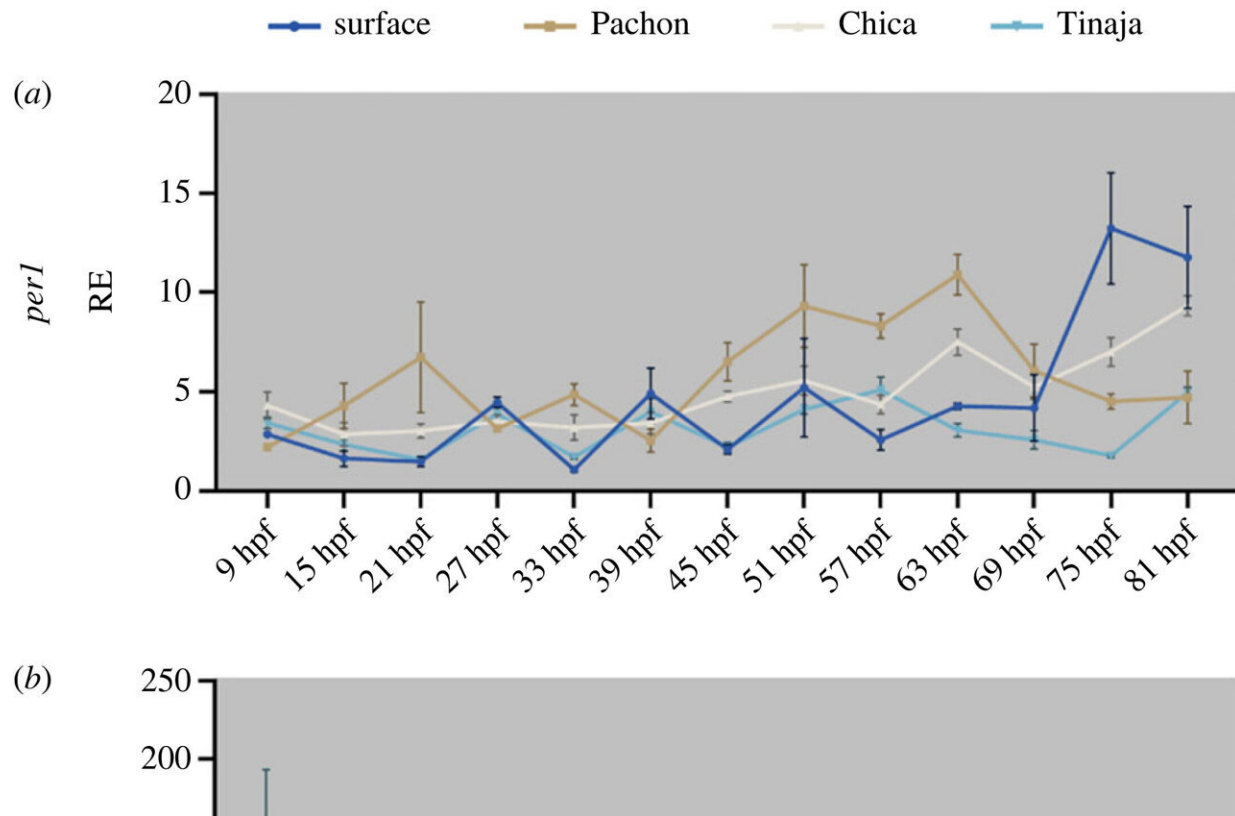 surface Pachon Chica Tinaja
(a)
20
15
10
5
0
per1
RE
9 hpf 15 hpf 21 hpf 27 hpf 33 hpf 39 hpf 45 hpf 51 hpf 57 hpf 63 hpf 69 hpf 75 hpf 81 hpf
(b)
250
200